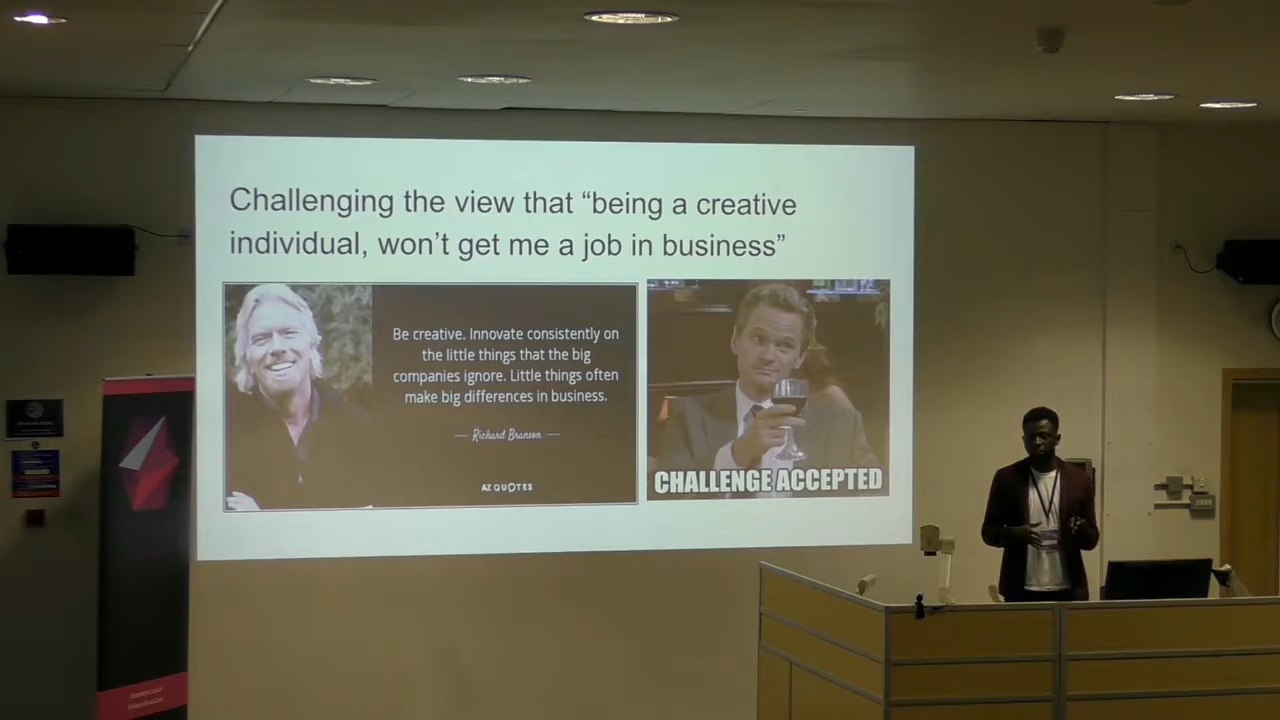 Challenging the view that “being a creative
individual, won’t get me a job in business”
Be creative. Innovate consistently on
the little things that the big
companies ignore. Little things often
make big differences in business.
— Richard Branson —
AZ QUOTES
CHALLENGE ACCEPTED